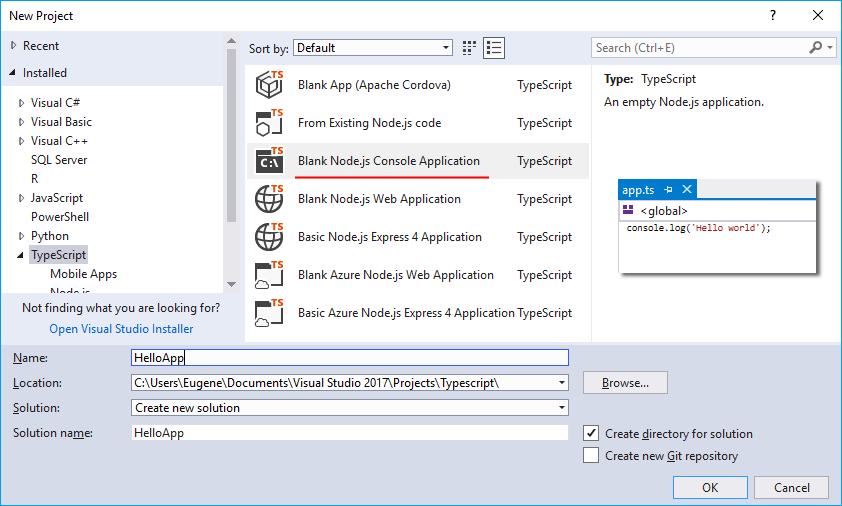 New Project
?
Recent
Installed
Visual C#
Visual Basic
Visual C++
SQL Server
R
JavaScript
PowerShell
Python
TypeScript
Mobile Apps
Node.js
Not finding what you are looking for?
Open Visual Studio Installer
Sort by: Default
TS Blank App (Apache Cordova) TypeScript
TS From Existing Node.js code TypeScript
TS C:\ Blank Node.js Console Application TypeScript
TS Blank Node.js Web Application TypeScript
TS Basic Node.js Express 4 Application TypeScript
TS Blank Azure Node.js Web Application TypeScript
TS Basic Azure Node.js Express 4 Application TypeScript
Search (Ctrl+E)
Type: TypeScript
An empty Node.js application.
app.ts
<global>
console.log('Hello world');
Name: HelloApp
Location: C:\Users\Eugene\Documents\Visual Studio 2017\Projects\Typescript\
Browse...
Solution: Create new solution
Solution name: HelloApp
Create directory for solution
Create new Git repository
OK Cancel